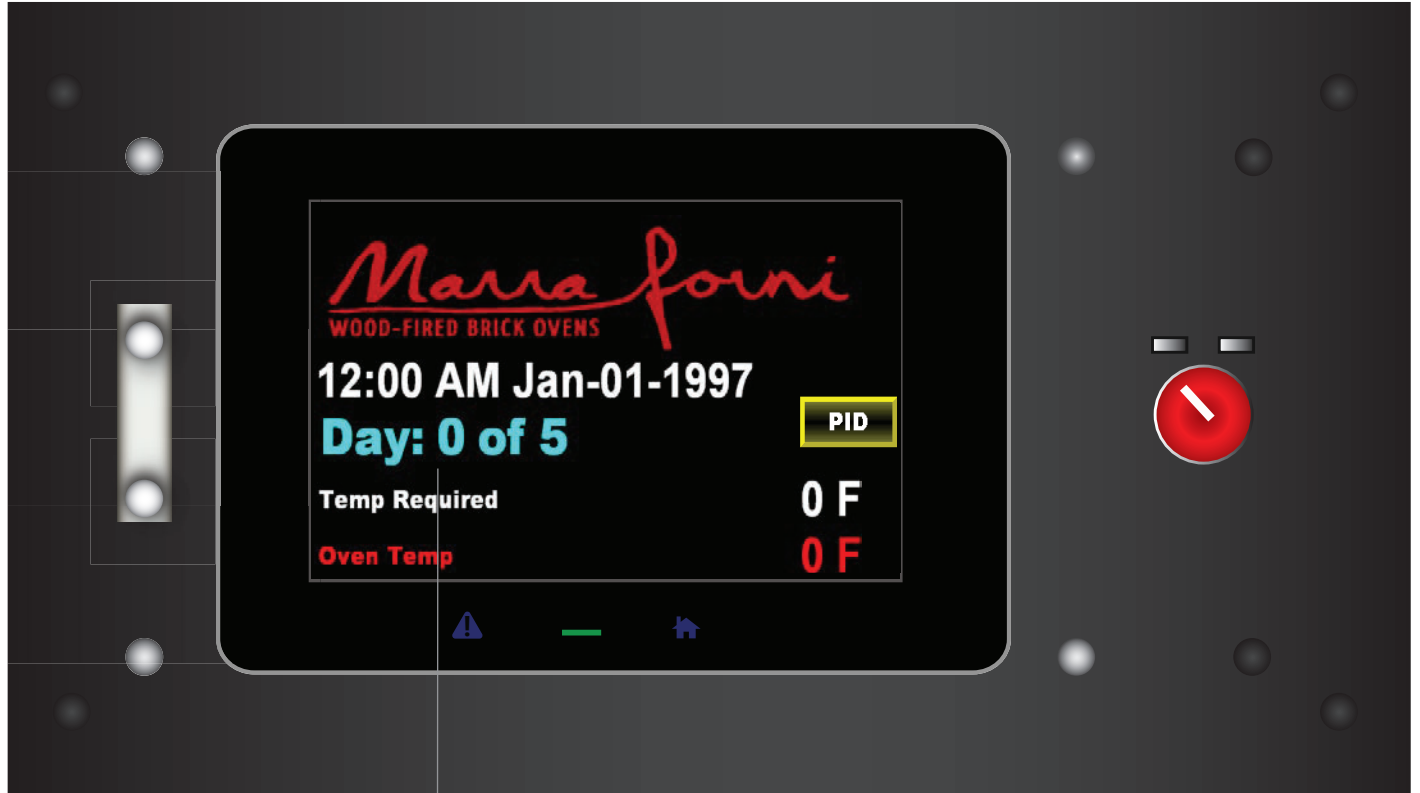 Marra Forni
WOOD-FIRED BRICK OVENS
12:00 AM Jan-01-1997
Day: 0 of 5
PID
Temp Required 0 F
Oven Temp 0 F